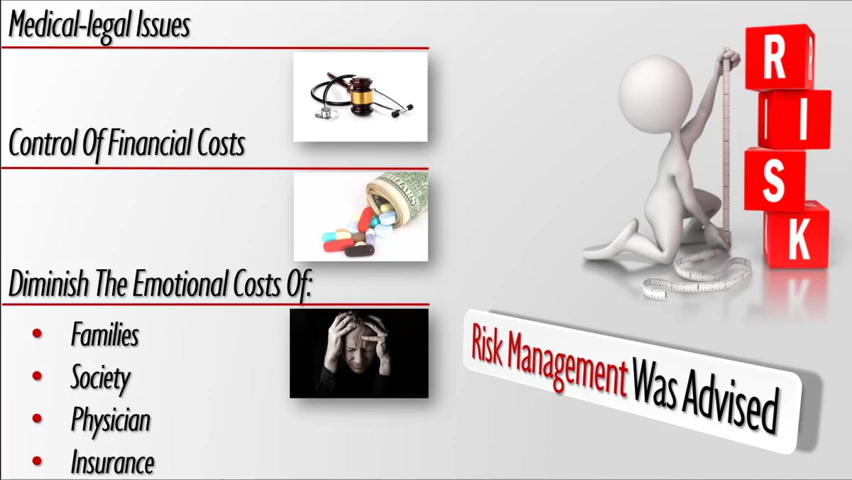 Medical-legal Issues
Control Of Financial Costs
DOLLARS
Diminish The Emotional Costs Of:
Families
Society
Physician
Insurance
R
I
S
K
Risk Management Was Advised